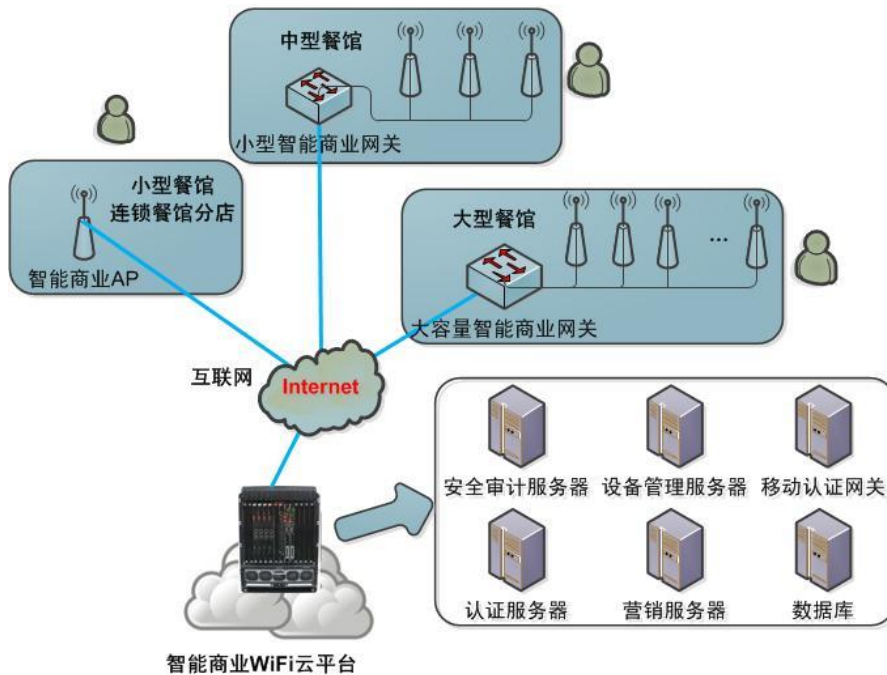 中型餐馆
小型智能商业网关
小型餐馆
连锁餐馆分店
智能商业AP
大型餐馆
...
大容量智能商业网关
互联网
Internet
安全审计服务器
设备管理服务器
移动认证网关
认证服务器
营销服务器
数据库
智能商业WiFi云平台